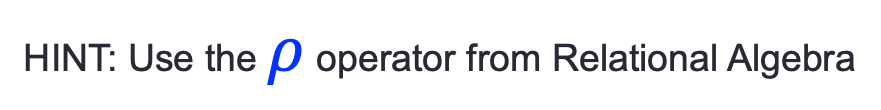 HINT: Use the ρ operator from Relational Algebra